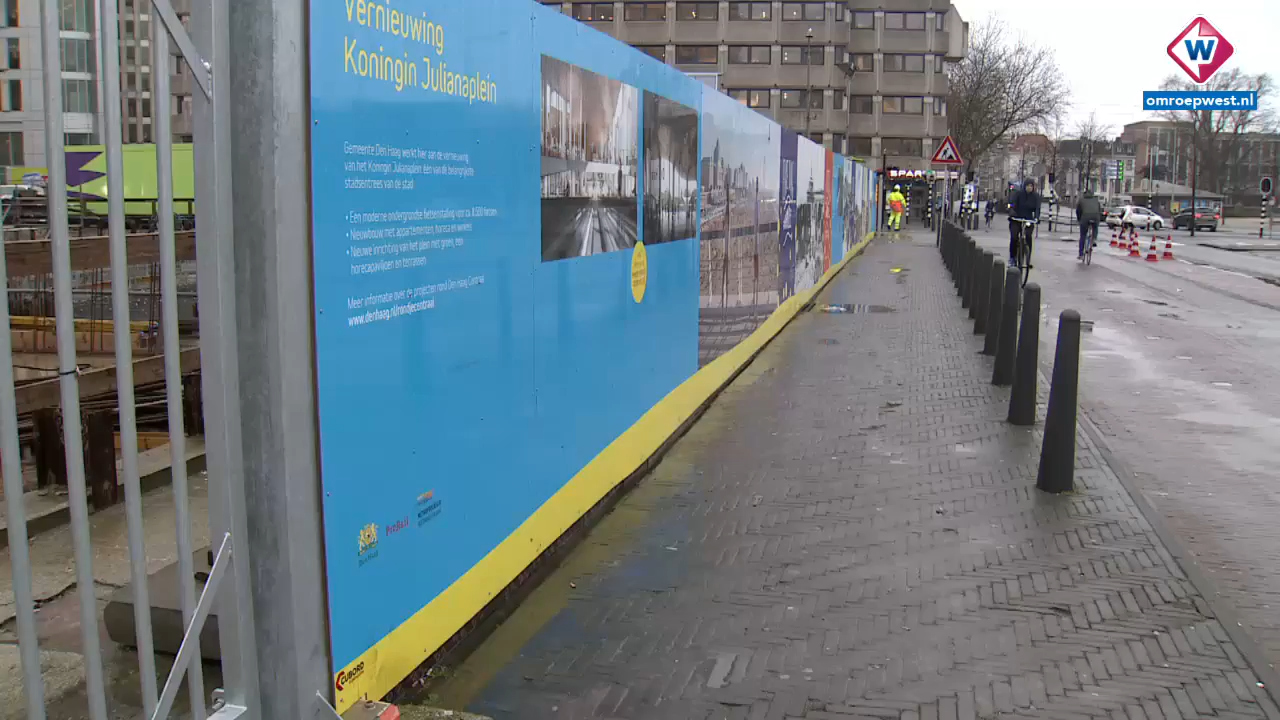 Vernieuwing
Koningin Julianaplein
Gemeente Den Haag werkt hier aan de vernieuwing
van het Koningin Julianaplein één van de belangrijkste
stadsentrees van de stad
• Een moderne ondergrondse fietsenstalling voor ca. 8.500 fietsen
• Nieuwbouw met appartementen, horeca en winkels
• Nieuwe inrichting van het plein met groen, een
horecapaviljoen en terrassen
Meer informatie over de projecten rond Den Haag Centraal
www.denhaag.nl/rondjecentraal
ProRail
SPAR
W
omroepwest.nl